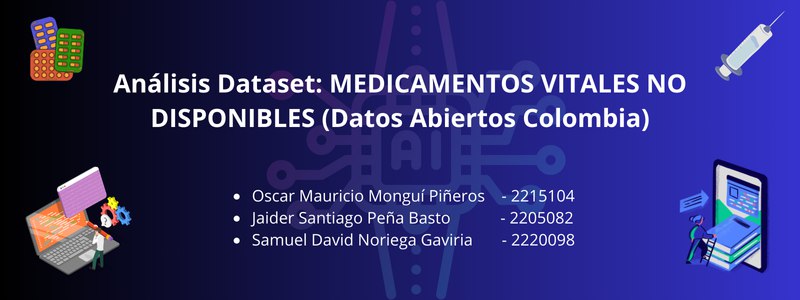 Análisis Dataset: MEDICAMENTOS VITALES NO
DISPONIBLES (Datos Abiertos Colombia)
AI
• Oscar Mauricio Monguí Piñeros - 2215104
• Jaider Santiago Peña Basto - 2205082
• Samuel David Noriega Gaviria - 2220098